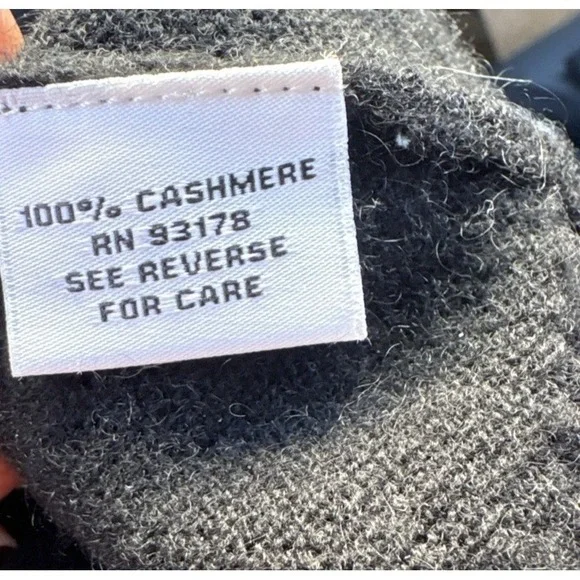 100% CASHMERE
RN 93178
SEE REVERSE
FOR CARE